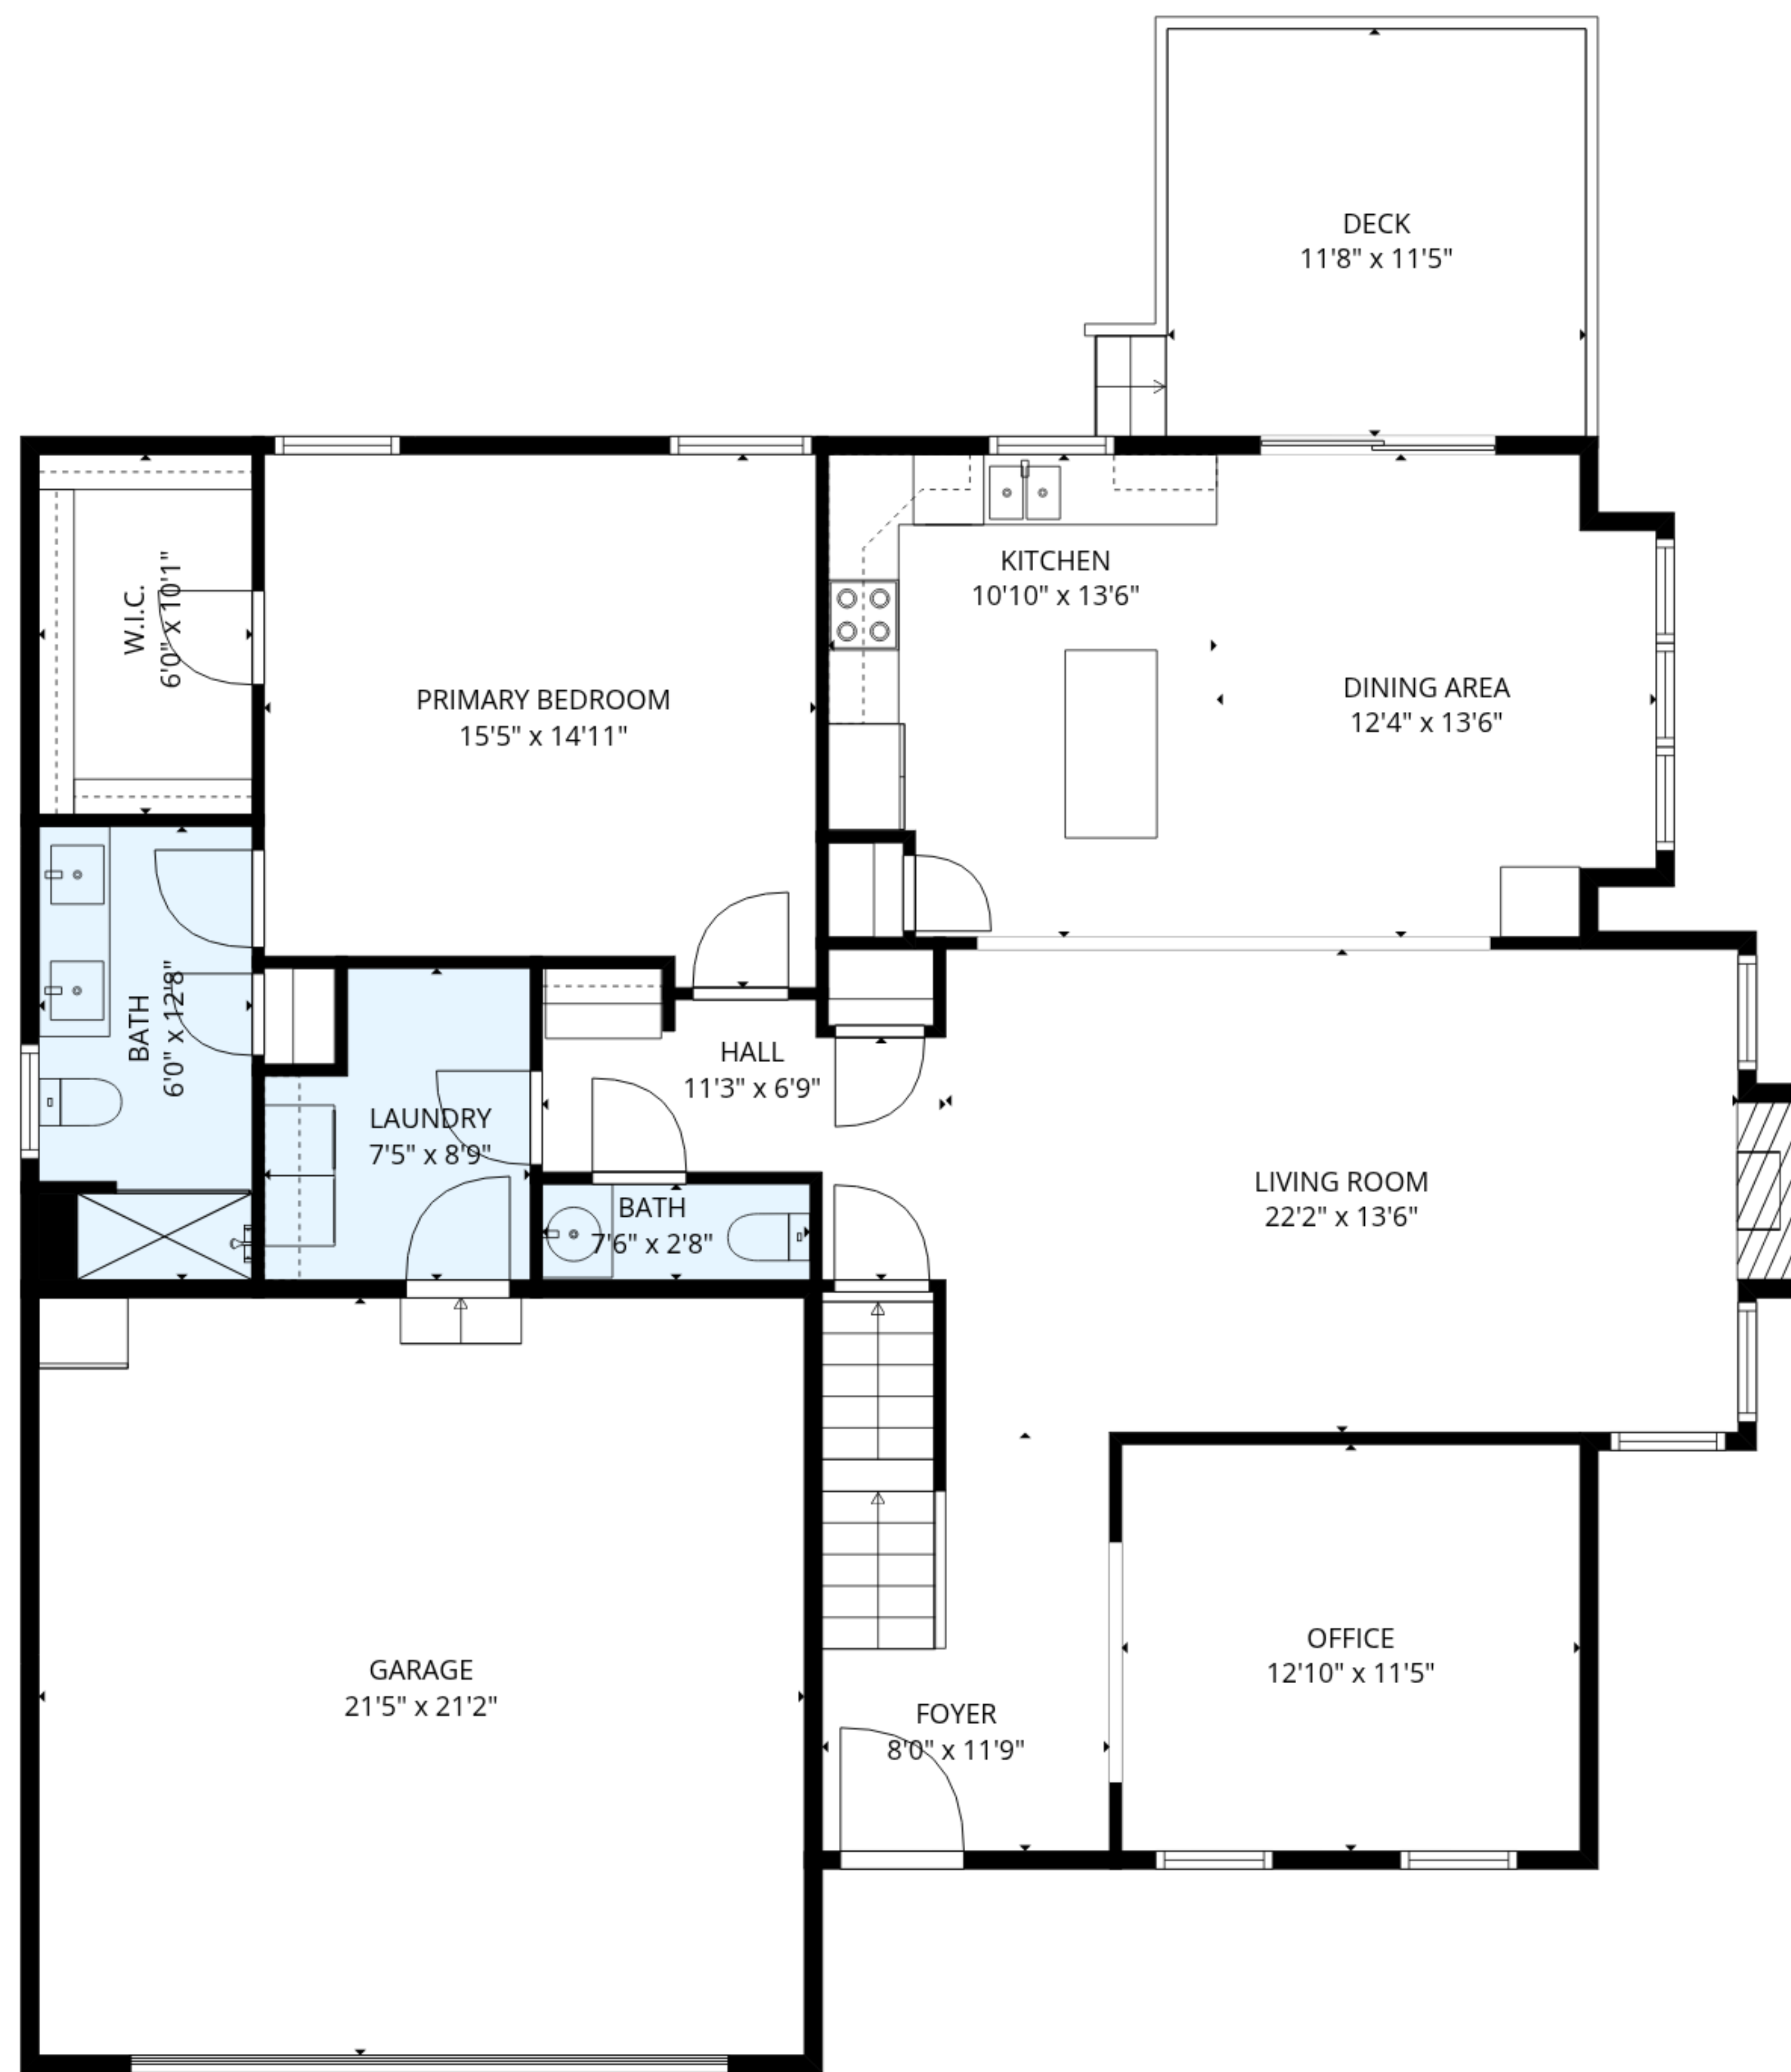 DECK
11'8" x 11'5"
KITCHEN
10'10" x 13'6"
W.I.C.
6'0" x 10'1"
PRIMARY BEDROOM
15'5" x 14'11"
DINING AREA
12'4" x 13'6"
BATH
6'0" x 12'8"
HALL
11'3" x 6'9"
LAUNDRY
7'5" x 8'9"
BATH
7'6" x 2'8"
LIVING ROOM
22'2" x 13'6"
GARAGE
21'5" x 21'2"
OFFICE
12'10" x 11'5"
FOYER
8'0" x 11'9"